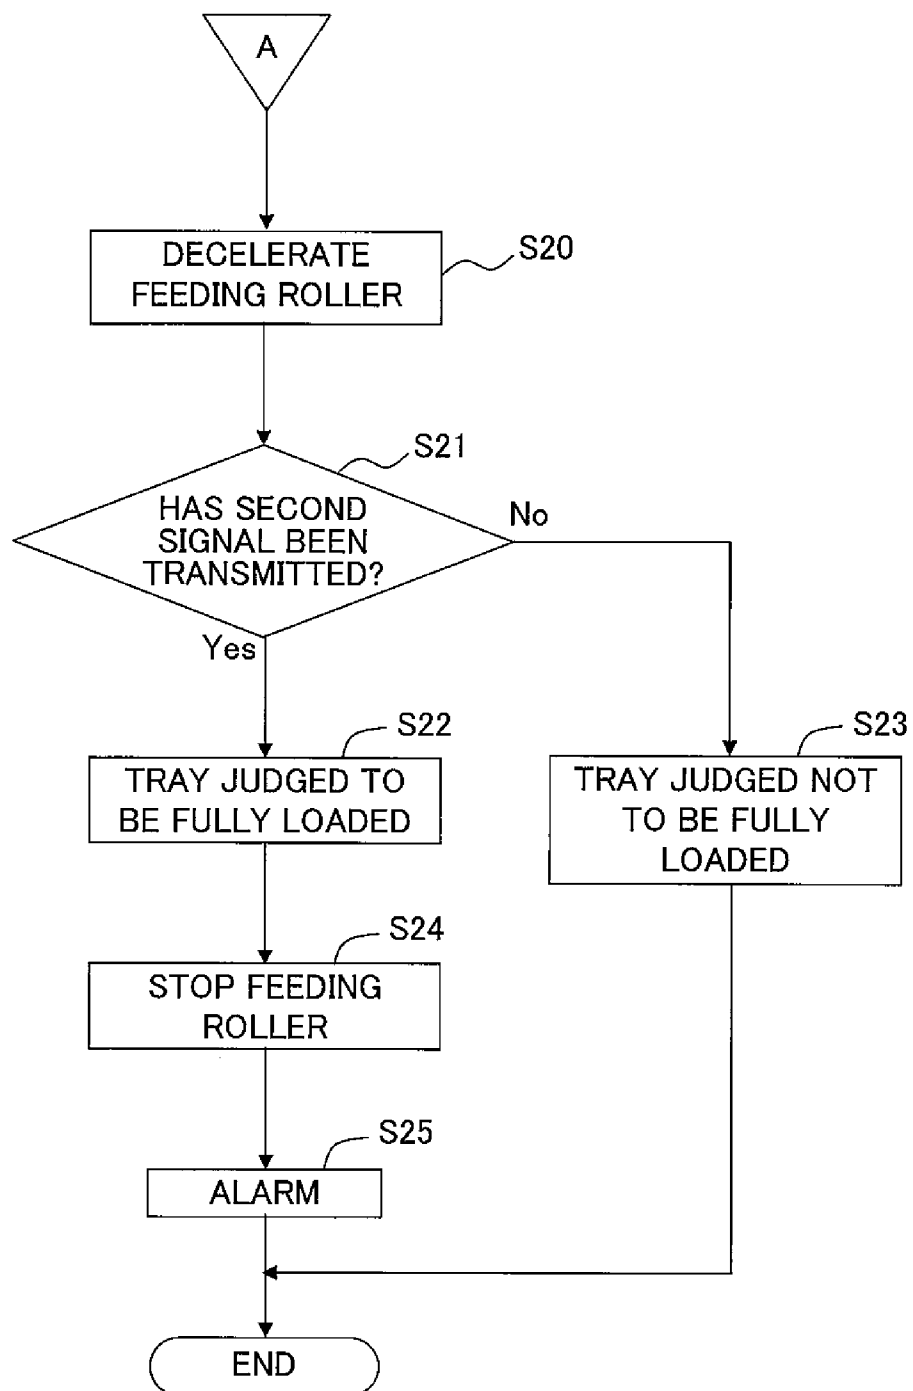 A
DECELERATE
FEEDING ROLLER
S20
S21
HAS SECOND
SIGNAL BEEN
TRANSMITTED?
No
Yes
S22
TRAY JUDGED TO
BE FULLY LOADED
S23
TRAY JUDGED NOT
TO BE FULLY
LOADED
S24
STOP FEEDING
ROLLER
S25
ALARM
END